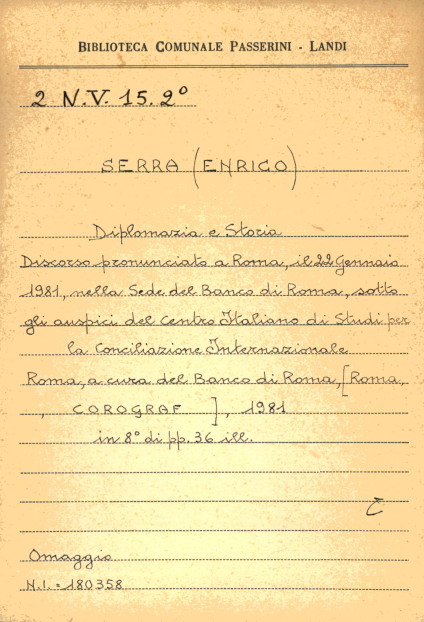 BIBLIOTECA COMUNALE PASSERINI - LANDI
2 N.V. 15. 2º
SERRA (ENRICO)
Diplomazia e Storia
Discorso pronunciato a Roma, il 22 Gennaio
1981, nella Sede del Banco di Roma, sotto
gli auspici del Centro Italiano di Studi per
la Conciliazione Internazionale
Roma, a cura del Banco di Roma, [Roma,
, COROGRAF ], 1981
in 8º di pp. 36 ill.
Omaggio
N.I. = 180358